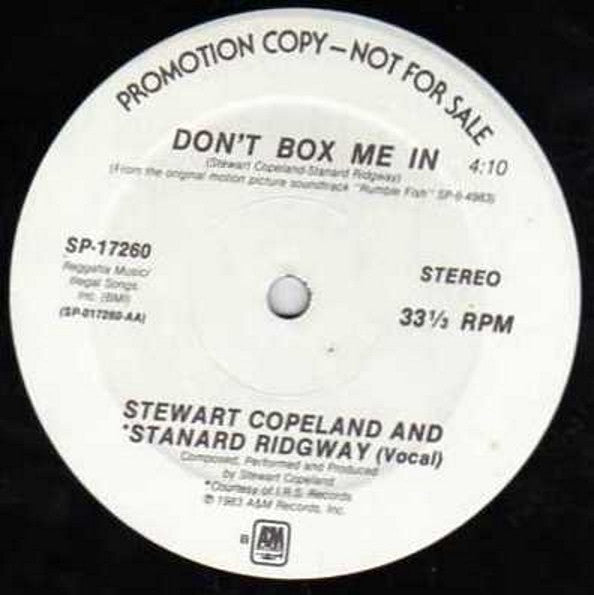 PROMOTION COPY – NOT FOR SALE
DON'T BOX ME IN 4:10
(Stewart Copeland-Stanard Ridgway)
(From the original motion picture soundtrack "Rumble Fish" SP-6-4983)
SP-17260
Reggatta Music/
Illegal Songs,
Inc. (BMI)
(SP-017260-AA)
STEREO
33⅓ RPM
STEWART COPELAND AND
*STANARD RIDGWAY (Vocal)
Composed, Performed and Produced
by Stewart Copeland
*Courtesy of I.R.S. Records
℗ 1983 A&M Records, Inc.
B A&M